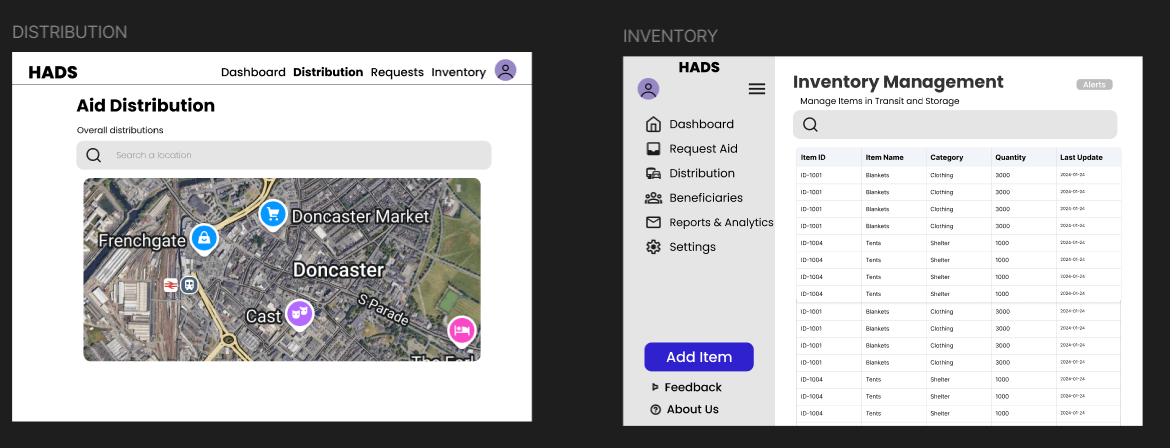 DISTRIBUTION
HADS
Dashboard Distribution Requests Inventory
Aid Distribution
Overall distributions
Search a location
Doncaster Market
Frenchgate
Doncaster
S Parade
Cast
The Earl
INVENTORY
HADS
Dashboard
Request Aid
Distribution
Beneficiaries
Reports & Analytics
Settings
Add Item
Feedback
About Us
Inventory Management
Alerts
Manage Items in Transit and Storage
Item ID Item Name Category Quantity Last Update
ID-1001 Blankets Clothing 3000 2024-01-24
ID-1001 Blankets Clothing 3000 2024-01-24
ID-1001 Blankets Clothing 3000 2024-01-24
ID-1001 Blankets Clothing 3000 2024-01-24
ID-1004 Tents Shelter 1000 2024-01-24
ID-1004 Tents Shelter 1000 2024-01-24
ID-1004 Tents Shelter 1000 2024-01-24
ID-1004 Tents Shelter 1000 2024-01-24
ID-1001 Blankets Clothing 3000 2024-01-24
ID-1001 Blankets Clothing 3000 2024-01-24
ID-1001 Blankets Clothing 3000 2024-01-24
ID-1001 Blankets Clothing 3000 2024-01-24
ID-1004 Tents Shelter 1000 2024-01-24
ID-1004 Tents Shelter 1000 2024-01-24
ID-1004 Tents Shelter 1000 2024-01-24